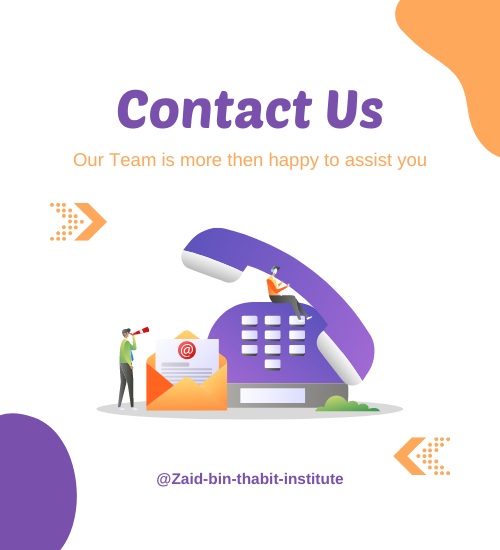 Contact Us
Our Team is more then happy to assist you
@
@Zaid-bin-thabit-institute